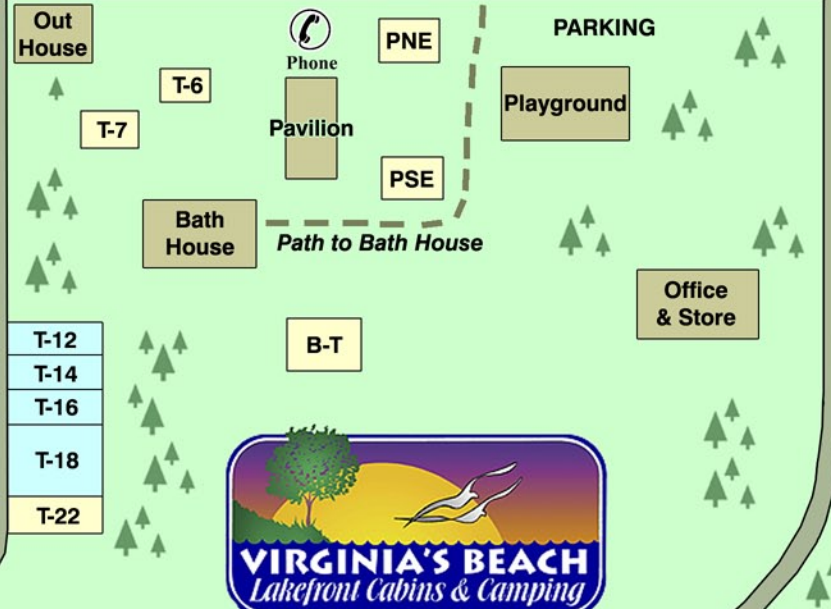 Out
House
Phone
PNE
PARKING
T-6
Playground
T-7
Pavilion
PSE
Bath
House
Path to Bath House
Office
& Store
T-12
B-T
T-14
T-16
T-18
T-22
VIRGINIA'S BEACH
Lakefront Cabins & Camping